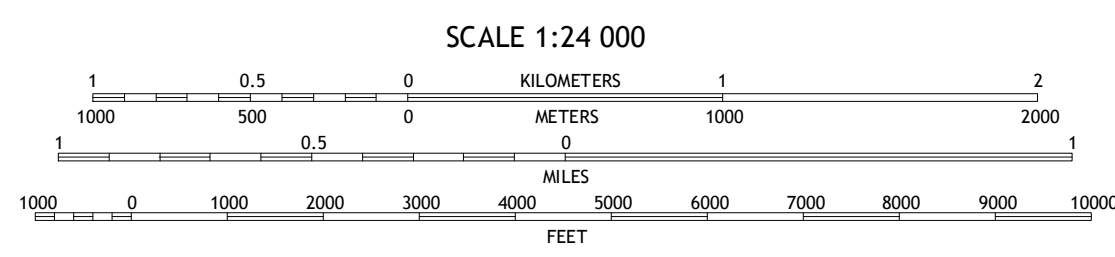 SCALE 1:24 000
1 0.5 0 KILOMETERS 1 2
1000 500 0 METERS 1000 2000
1 0.5 0 1
MILES
1000 0 1000 2000 3000 4000 5000 6000 7000 8000 9000 10000
FEET